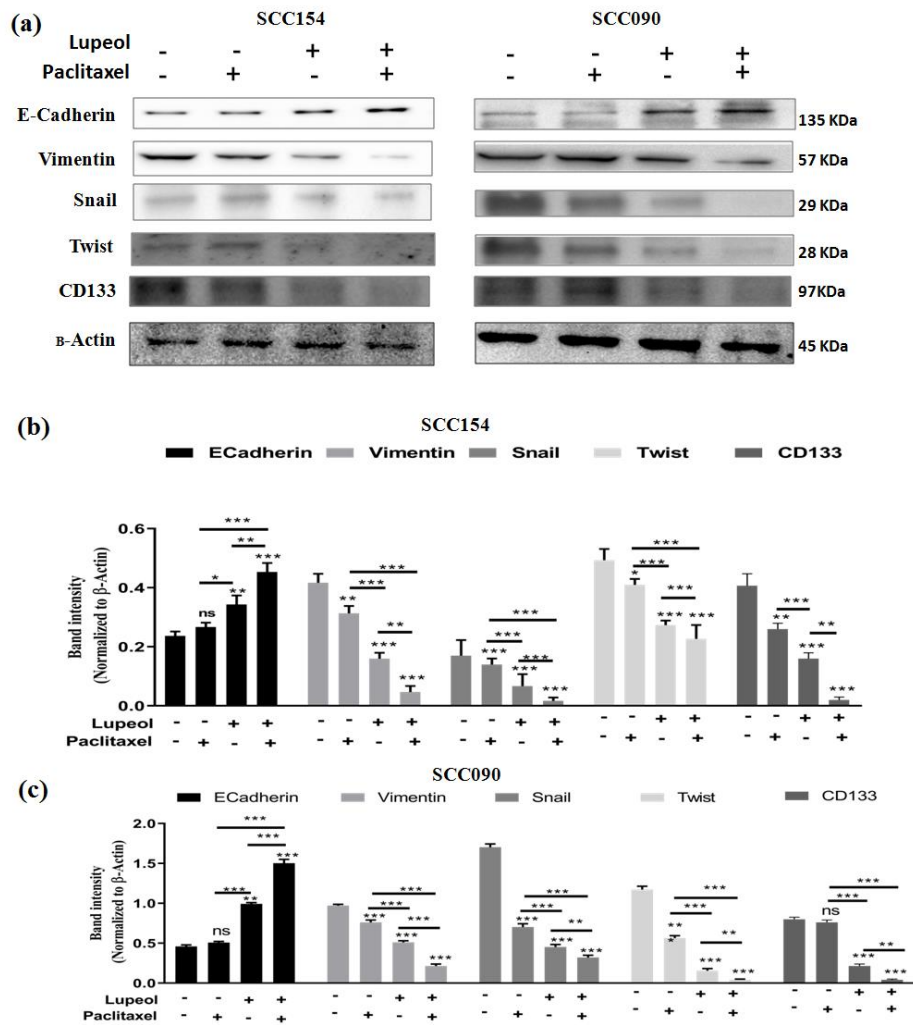 (a)
SCC154 SCC090
Lupeol - - + + - - + +
Paclitaxel - + - + - + - +
E-Cadherin 135 KDa
Vimentin 57 KDa
Snail 29 KDa
Twist 28 KDa
CD133 97KDa
B-Actin 45 KDa
(b)
SCC154
ECadherin Vimentin Snail Twist CD133
Band intensity
(Normalized to β-Actin)
0.6
0.4
0.2
0.0
*** ** *** * ns **
*** *** ** ** *** ***
*** *** *** *** *** ***
*** *** *** * *** ***
*** ** ** *** ***
Lupeol - - + + - - + + - - + + - - + + - - + +
Paclitaxel - + - + - + - + - + - + - + - + - + - +
(c)
SCC090
ECadherin Vimentin Snail Twist CD133
Band intensity
(Normalized to β-Actin)
2.0
1.5
1.0
0.5
0.0
*** *** *** *** ns **
*** *** *** *** *** ***
*** *** ** *** *** ***
*** *** ** ** ** *** ***
*** *** ** ns *** ***
Lupeol - - + + - - + + - - + + - - + + - - + +
Paclitaxel - + - + - + - + - + - + - + - + - + - +